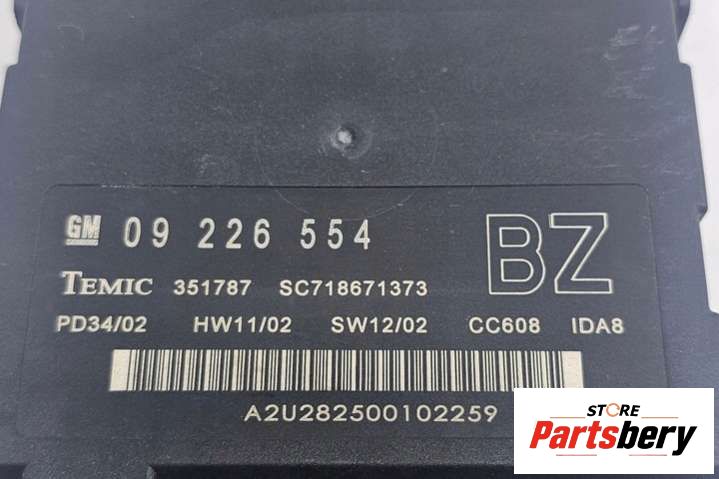 GM 09 226 554 BZ
TEMIC 351787 SC718671373
PD34/02 HW11/02 SW12/02 CC608 IDA8
A2U282500102259
STORE
Partsbery